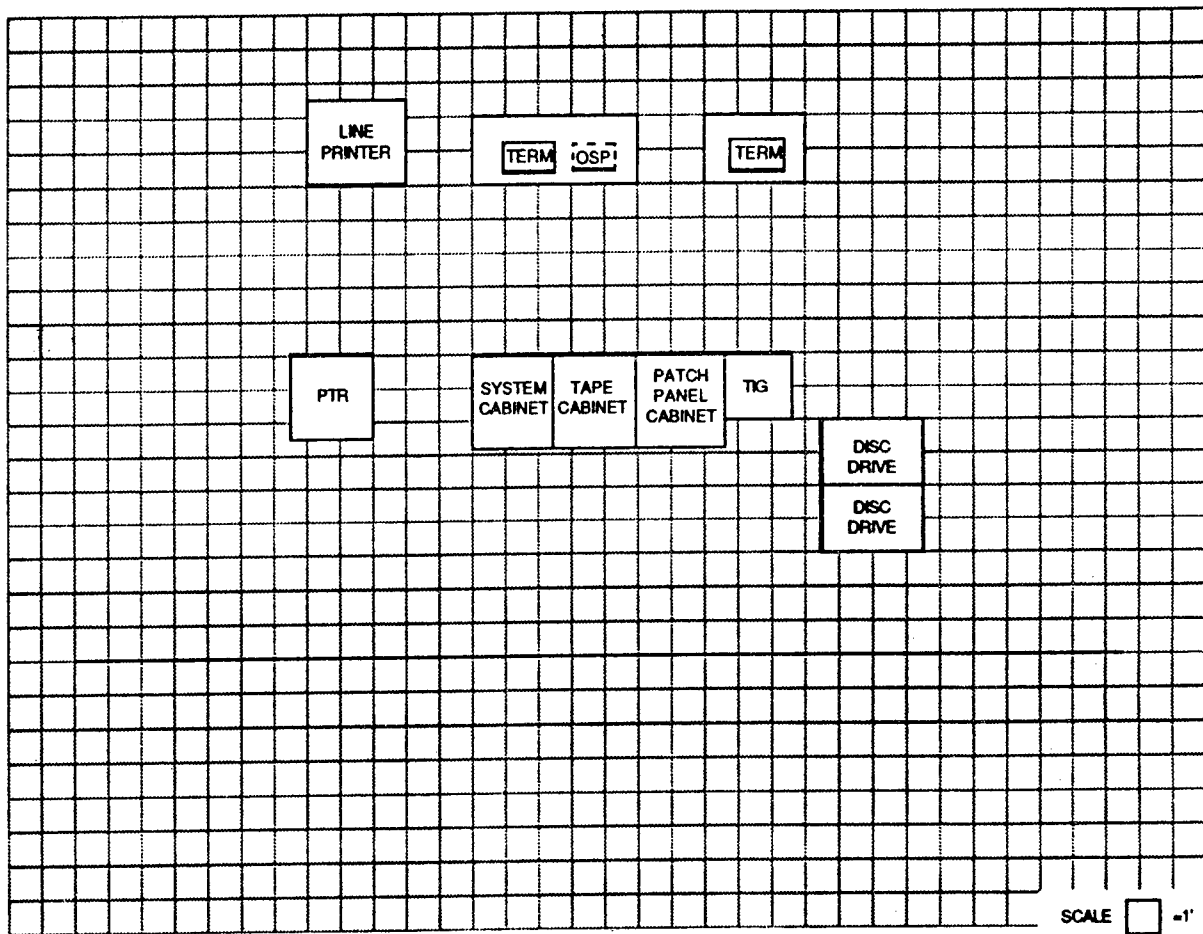 LINE
PRINTER
TERM
OSP
TERM
PTR
SYSTEM
CABINET
TAPE
CABINET
PATCH
PANEL
CABINET
TIG
DISC
DRIVE
DISC
DRIVE
SCALE =1'